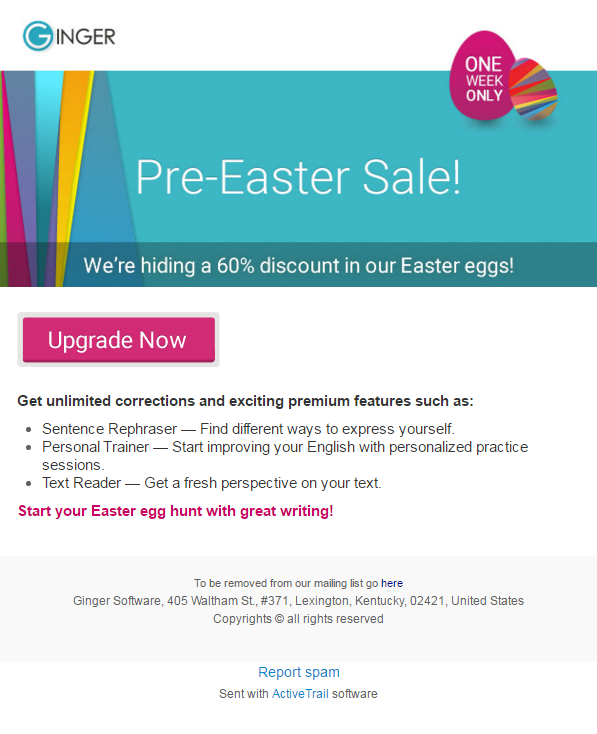 GINGER
ONE
WEEK
ONLY
Pre-Easter Sale!
We're hiding a 60% discount in our Easter eggs!
Upgrade Now
Get unlimited corrections and exciting premium features such as:
Sentence Rephraser — Find different ways to express yourself.
Personal Trainer — Start improving your English with personalized practice
sessions.
Text Reader — Get a fresh perspective on your text.
Start your Easter egg hunt with great writing!
To be removed from our mailing list go here
Ginger Software, 405 Waltham St., #371, Lexington, Kentucky, 02421, United States
Copyrights © all rights reserved
Report spam
Sent with ActiveTrail software